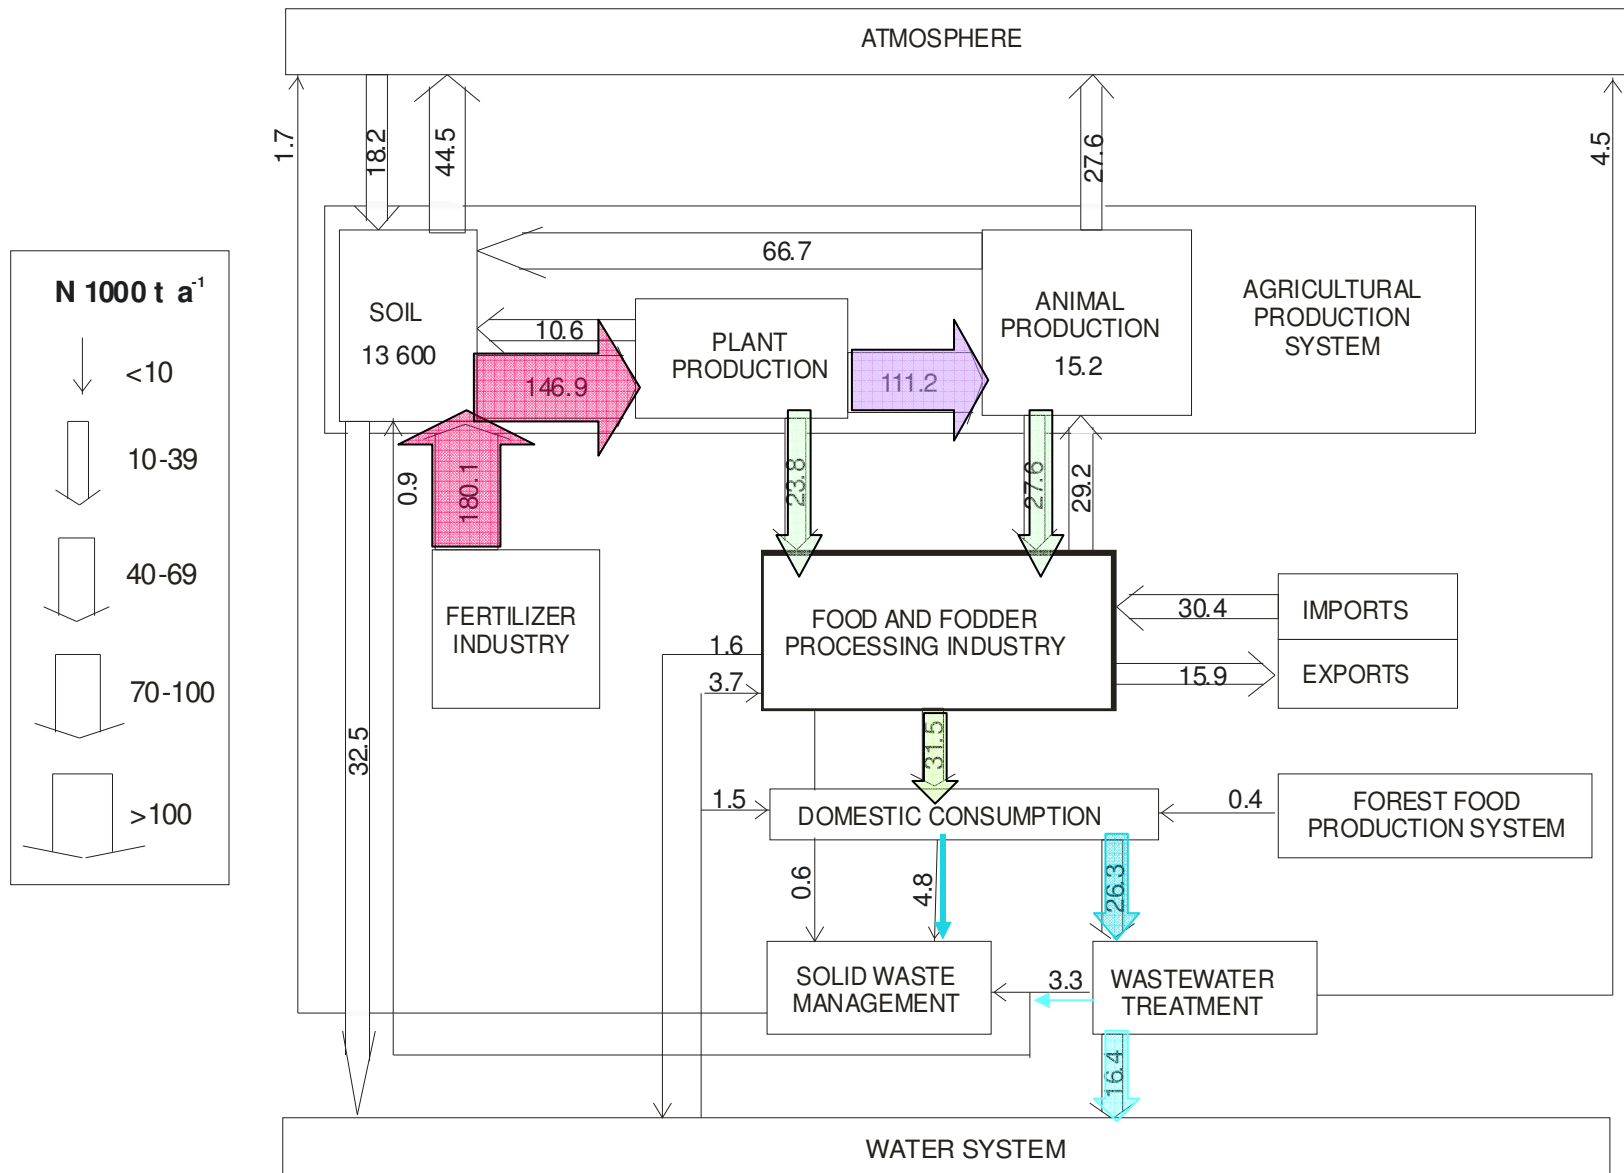 ATMOSPHERE
1.7
18.2
44.5
27.6
4.5
N 1000 t a-1
<10
10-39
40-69
70-100
>100
SOIL
13 600
66.7
10.6
146.9
PLANT
PRODUCTION
111.2
ANIMAL
PRODUCTION
15.2
AGRICULTURAL
PRODUCTION
SYSTEM
0.9
180.1
23.8
27.6
29.2
FERTILIZER
INDUSTRY
FOOD AND FODDER
PROCESSING INDUSTRY
30.4
IMPORTS
15.9
EXPORTS
1.6
3.7
32.5
31.5
1.5
DOMESTIC CONSUMPTION
0.4
FOREST FOOD
PRODUCTION SYSTEM
0.6
4.8
26.3
SOLID WASTE
MANAGEMENT
3.3
WASTEWATER
TREATMENT
16.4
WATER SYSTEM